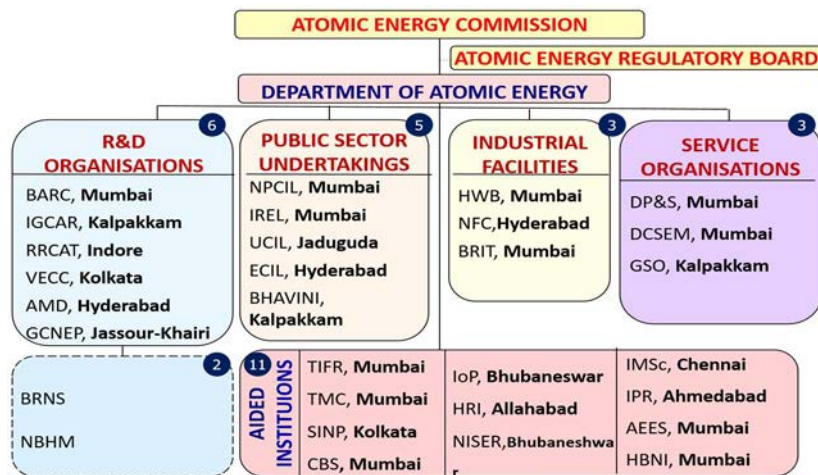 ATOMIC ENERGY COMMISSION
ATOMIC ENERGY REGULATORY BOARD
DEPARTMENT OF ATOMIC ENERGY
6
R&D
ORGANISATIONS
BARC, Mumbai
IGCAR, Kalpakkam
RRCAT, Indore
VECC, Kolkata
AMD, Hyderabad
GCNEP, Jassour-Khairi
5
PUBLIC SECTOR
UNDERTAKINGS
NPCIL, Mumbai
IREL, Mumbai
UCIL, Jaduguda
ECIL, Hyderabad
BHAVINI,
Kalpakkam
3
INDUSTRIAL
FACILITIES
HWB, Mumbai
NFC,Hyderabad
BRIT, Mumbai
3
SERVICE
ORGANISATIONS
DP&S, Mumbai
DCSEM, Mumbai
GSO, Kalpakkam
2
BRNS
NBHM
11
AIDED
INSTITUIONS
TIFR, Mumbai
TMC, Mumbai
SINP, Kolkata
CBS, Mumbai
IoP, Bhubaneswar
HRI, Allahabad
NISER,Bhubaneshwa
r
IMSc, Chennai
IPR, Ahmedabad
AEES, Mumbai
HBNI, Mumbai